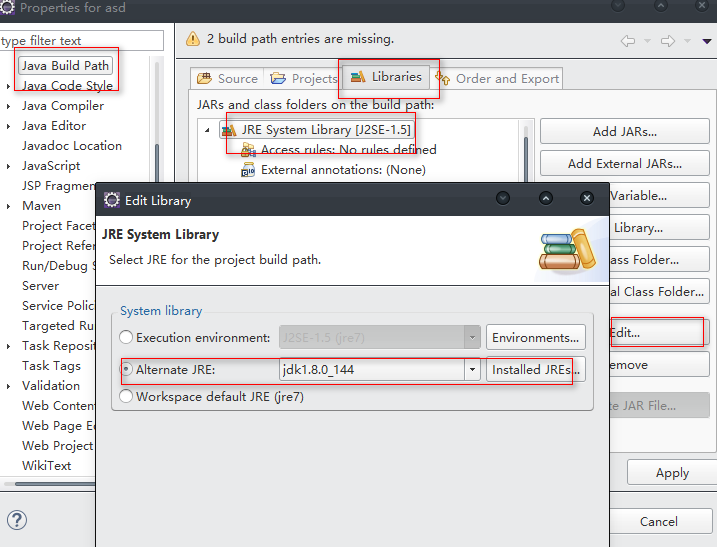 Properties for asd
type filter text
2 build path entries are missing.
Java Build Path
Java Code Style
Java Compiler
Java Editor
Javadoc Location
JavaScript
JSP Fragmen
Maven
Project Facet
Project Refer
Run/Debug S
Server
Service Polici
Targeted Run
Task Reposit
Task Tags
Validation
Web Content
Web Page Ed
Web Project
WikiText
Source
Projects
Libraries
Order and Export
JARs and class folders on the build path:
JRE System Library [J2SE-1.5]
Access rules: No rules defined
External annotations: (None)
Add JARs...
Add External JARs...
Variable...
Library...
ass Folder...
al Class Folder...
Edit...
emove
te JAR File...
Apply
Cancel
Edit Library
JRE System Library
Select JRE for the project build path.
System library
Execution environment:
J2SE-1.5 (jre7)
Environments...
Alternate JRE:
jdk1.8.0_144
Installed JREs...
Workspace default JRE (jre7)